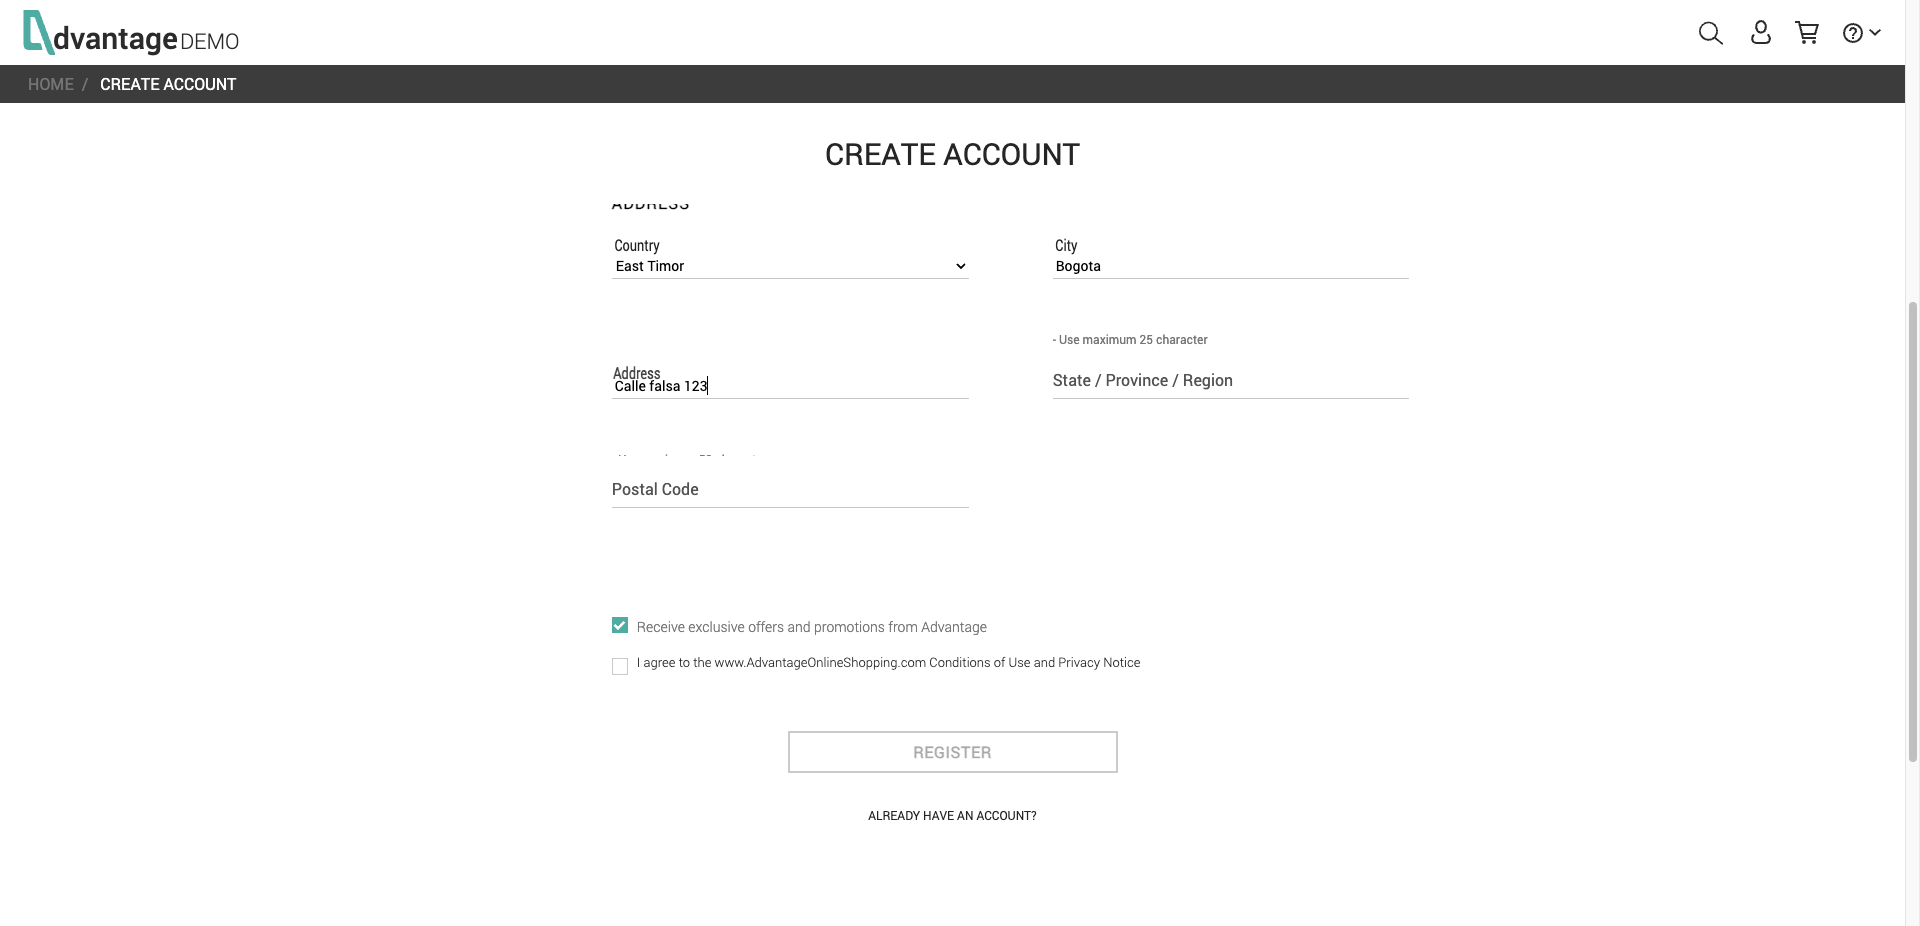 dvantage DEMO
HOME / CREATE ACCOUNT
CREATE ACCOUNT
ADDRESS
Country
East Timor
City
Bogota
- Use maximum 25 character
Address
Calle falsa 123
State / Province / Region
Postal Code
Receive exclusive offers and promotions from Advantage
I agree to the www.AdvantageOnlineShopping.com Conditions of Use and Privacy Notice
REGISTER
ALREADY HAVE AN ACCOUNT?